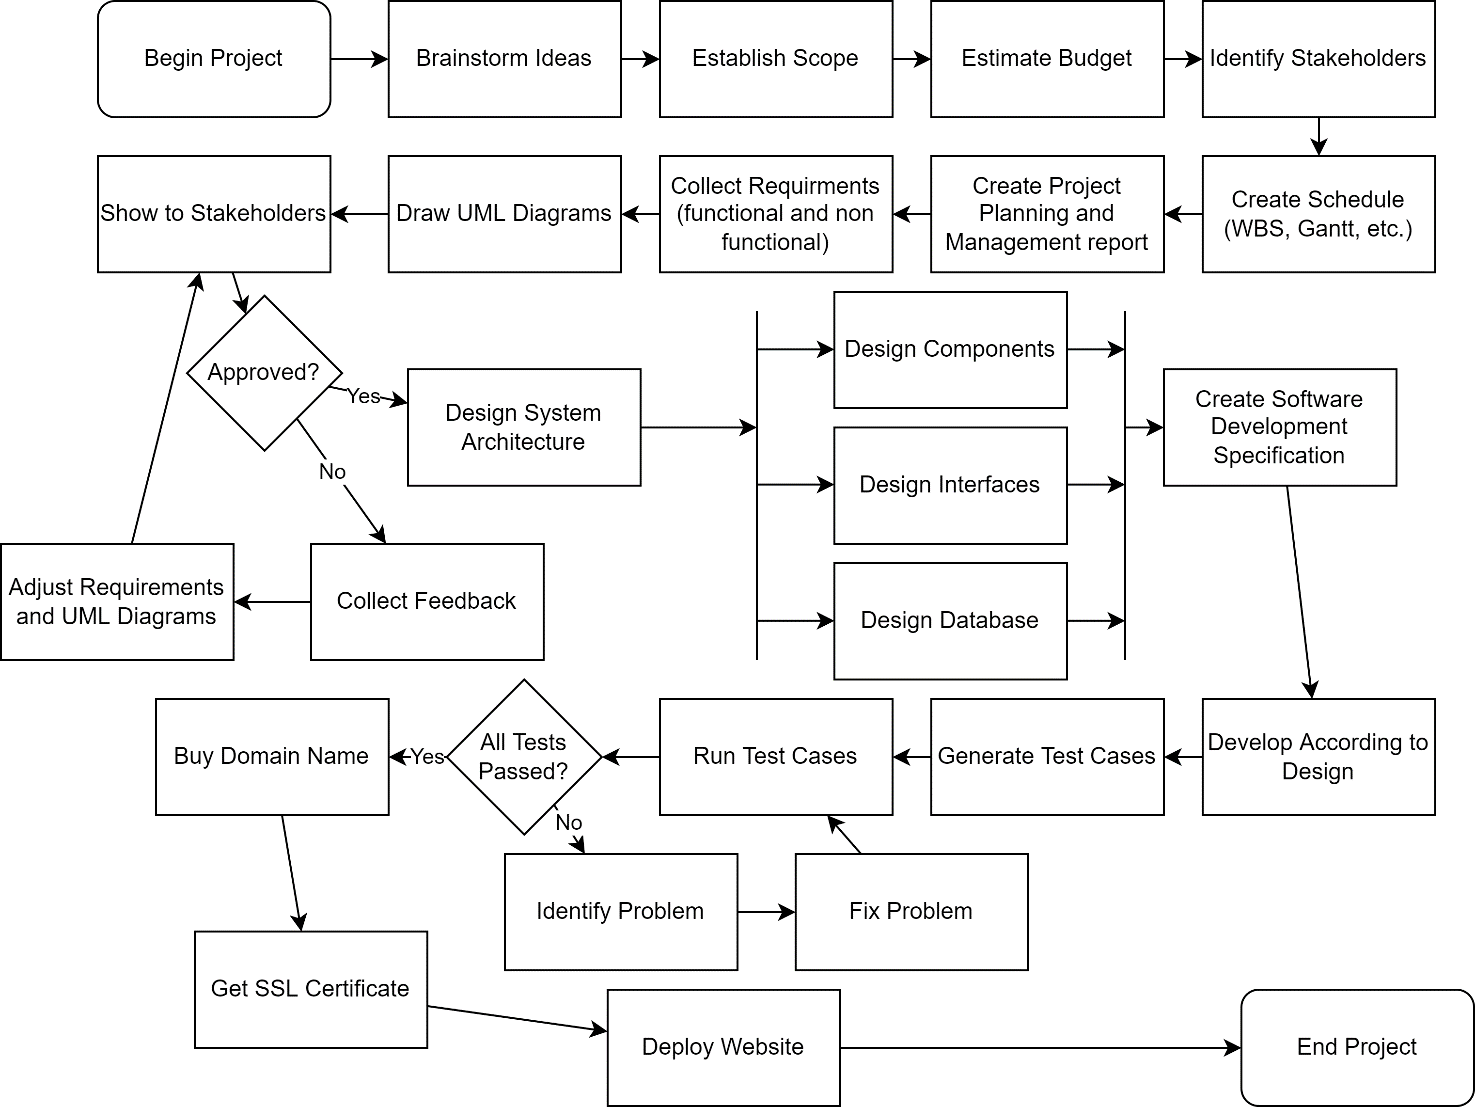 Begin Project
Brainstorm Ideas
Establish Scope
Estimate Budget
Identify Stakeholders
Show to Stakeholders
Draw UML Diagrams
Collect Requirments
(functional and non
functional)
Create Project
Planning and
Management report
Create Schedule
(WBS, Gantt, etc.)
Approved?
Yes
No
Design System
Architecture
Design Components
Design Interfaces
Design Database
Create Software
Development
Specification
Adjust Requirements
and UML Diagrams
Collect Feedback
Buy Domain Name
Yes
All Tests
Passed?
No
Run Test Cases
Generate Test Cases
Develop According to
Design
Identify Problem
Fix Problem
Get SSL Certificate
Deploy Website
End Project